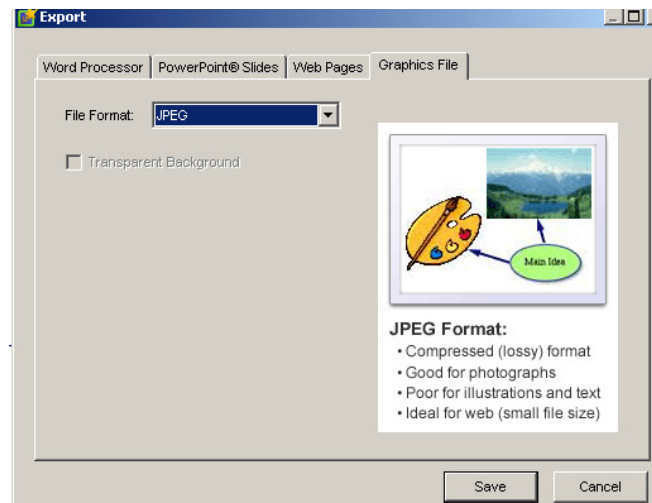 Export
Word Processor PowerPoint® Slides Web Pages Graphics File
File Format: JPEG
Transparent Background
Main Idea
JPEG Format:
• Compressed (lossy) format
• Good for photographs
• Poor for illustrations and text
• Ideal for web (small file size)
Save Cancel